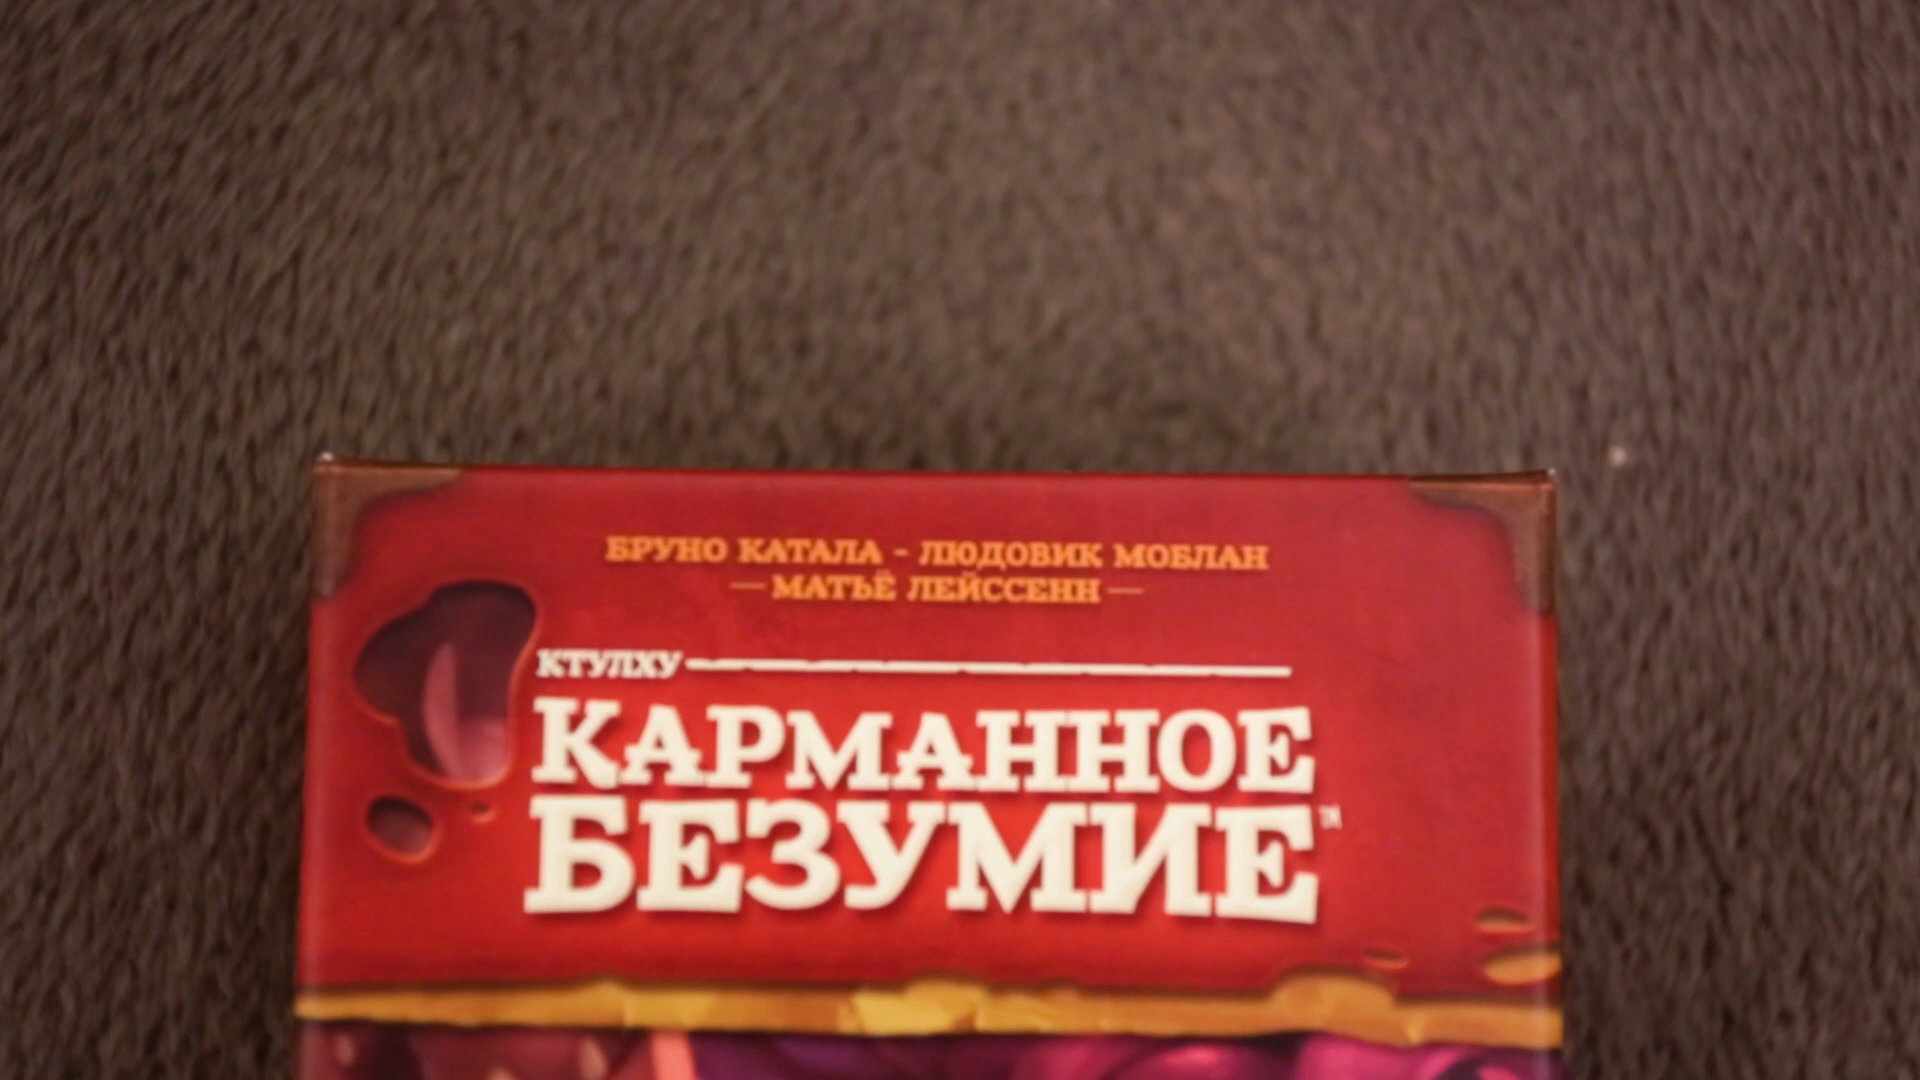 БРУНО КАТАЛА - ЛЮДОВИК МОБЛАН
— МАТЬЁ ЛЕЙССЕНН —
КТУЛХУ
КАРМАННОЕ
БЕЗУМИЕ™